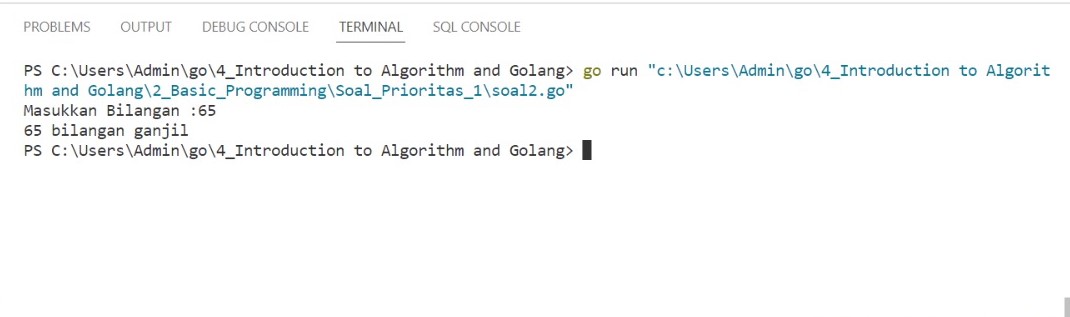 PROBLEMS OUTPUT DEBUG CONSOLE TERMINAL SQL CONSOLE
PS C:\Users\Admin\go\4_Introduction to Algorithm and Golang> go run "c:\Users\Admin\go\4_Introduction to Algorit
hm and Golang\2_Basic_Programming\Soal_Prioritas_1\soal2.go"
Masukkan Bilangan :65
65 bilangan ganjil
PS C:\Users\Admin\go\4_Introduction to Algorithm and Golang>